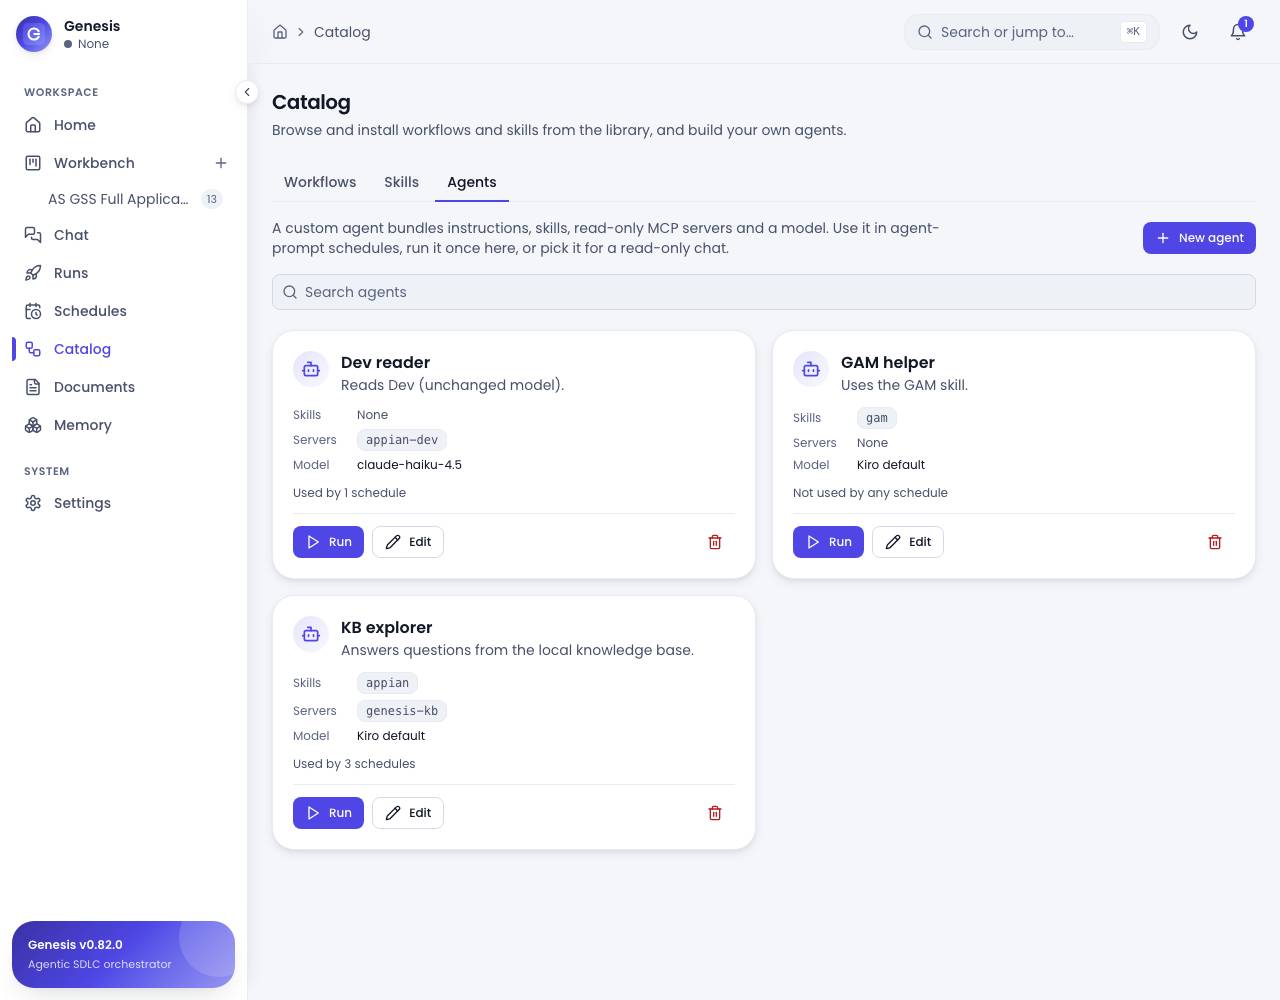 Genesis
None
WORKSPACE
Home
Workbench
AS GSS Full Applica...
13
Chat
Runs
Schedules
Catalog
Documents
Memory
SYSTEM
Settings
Genesis v0.82.0
Agentic SDLC orchestrator
Catalog
Search or jump to...
⌘K
1
Catalog
Browse and install workflows and skills from the library, and build your own agents.
Workflows
Skills
Agents
A custom agent bundles instructions, skills, read-only MCP servers and a model. Use it in agent-
prompt schedules, run it once here, or pick it for a read-only chat.
New agent
Search agents
Dev reader
Reads Dev (unchanged model).
Skills None
Servers appian-dev
Model claude-haiku-4.5
Used by 1 schedule
Run
Edit
GAM helper
Uses the GAM skill.
Skills gam
Servers None
Model Kiro default
Not used by any schedule
Run
Edit
KB explorer
Answers questions from the local knowledge base.
Skills appian
Servers genesis-kb
Model Kiro default
Used by 3 schedules
Run
Edit